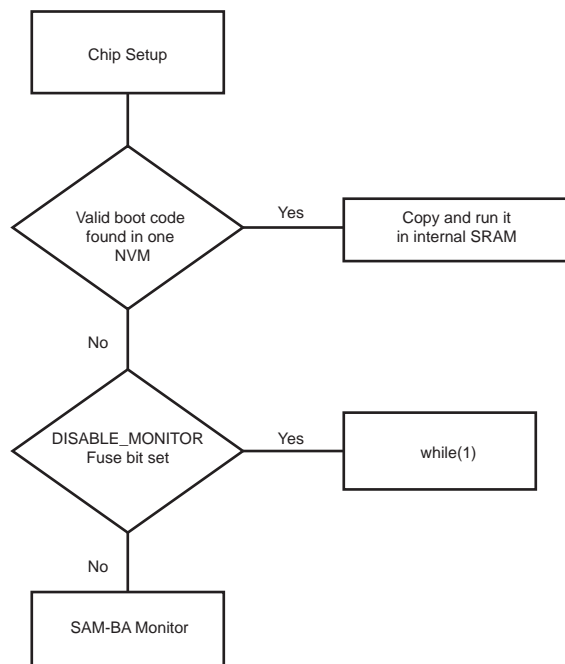 Chip Setup
Valid boot code
found in one
NVM
Yes
Copy and run it
in internal SRAM
No
DISABLE_MONITOR
Fuse bit set
Yes
while(1)
No
SAM-BA Monitor